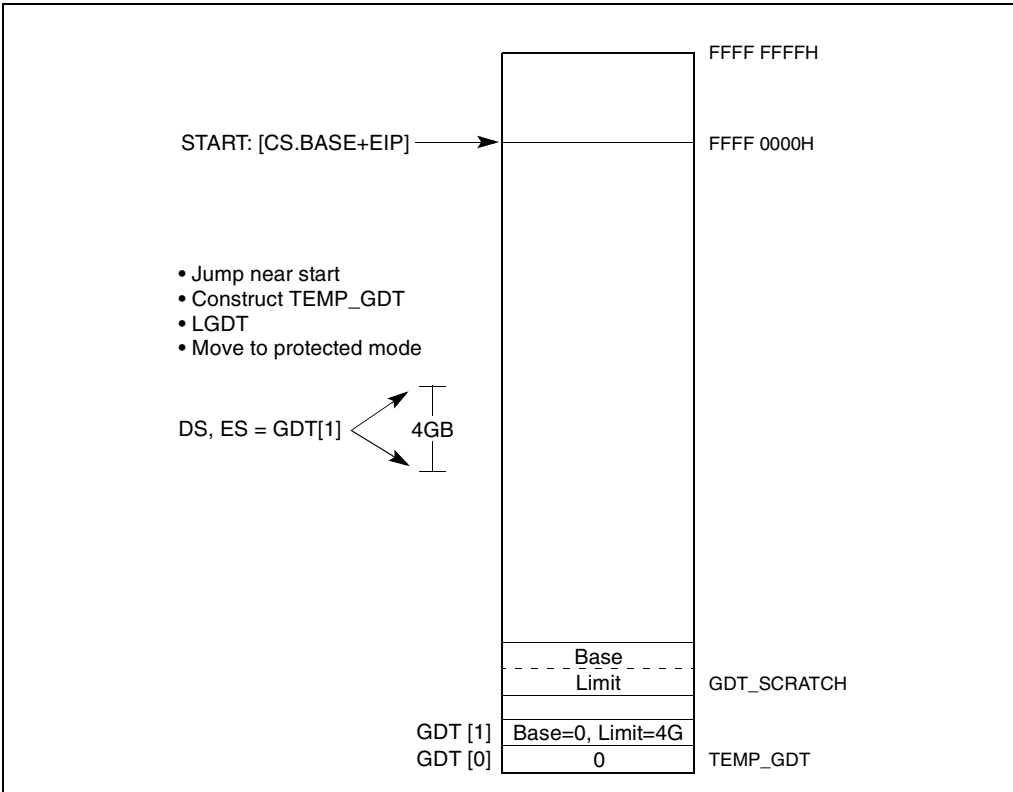 FFFF FFFFH
START: [CS.BASE+EIP]
FFFF 0000H
• Jump near start
• Construct TEMP_GDT
• LGDT
• Move to protected mode
DS, ES = GDT[1]
4GB
Base
Limit
GDT_SCRATCH
GDT [1]
Base=0, Limit=4G
GDT [0]
0
TEMP_GDT